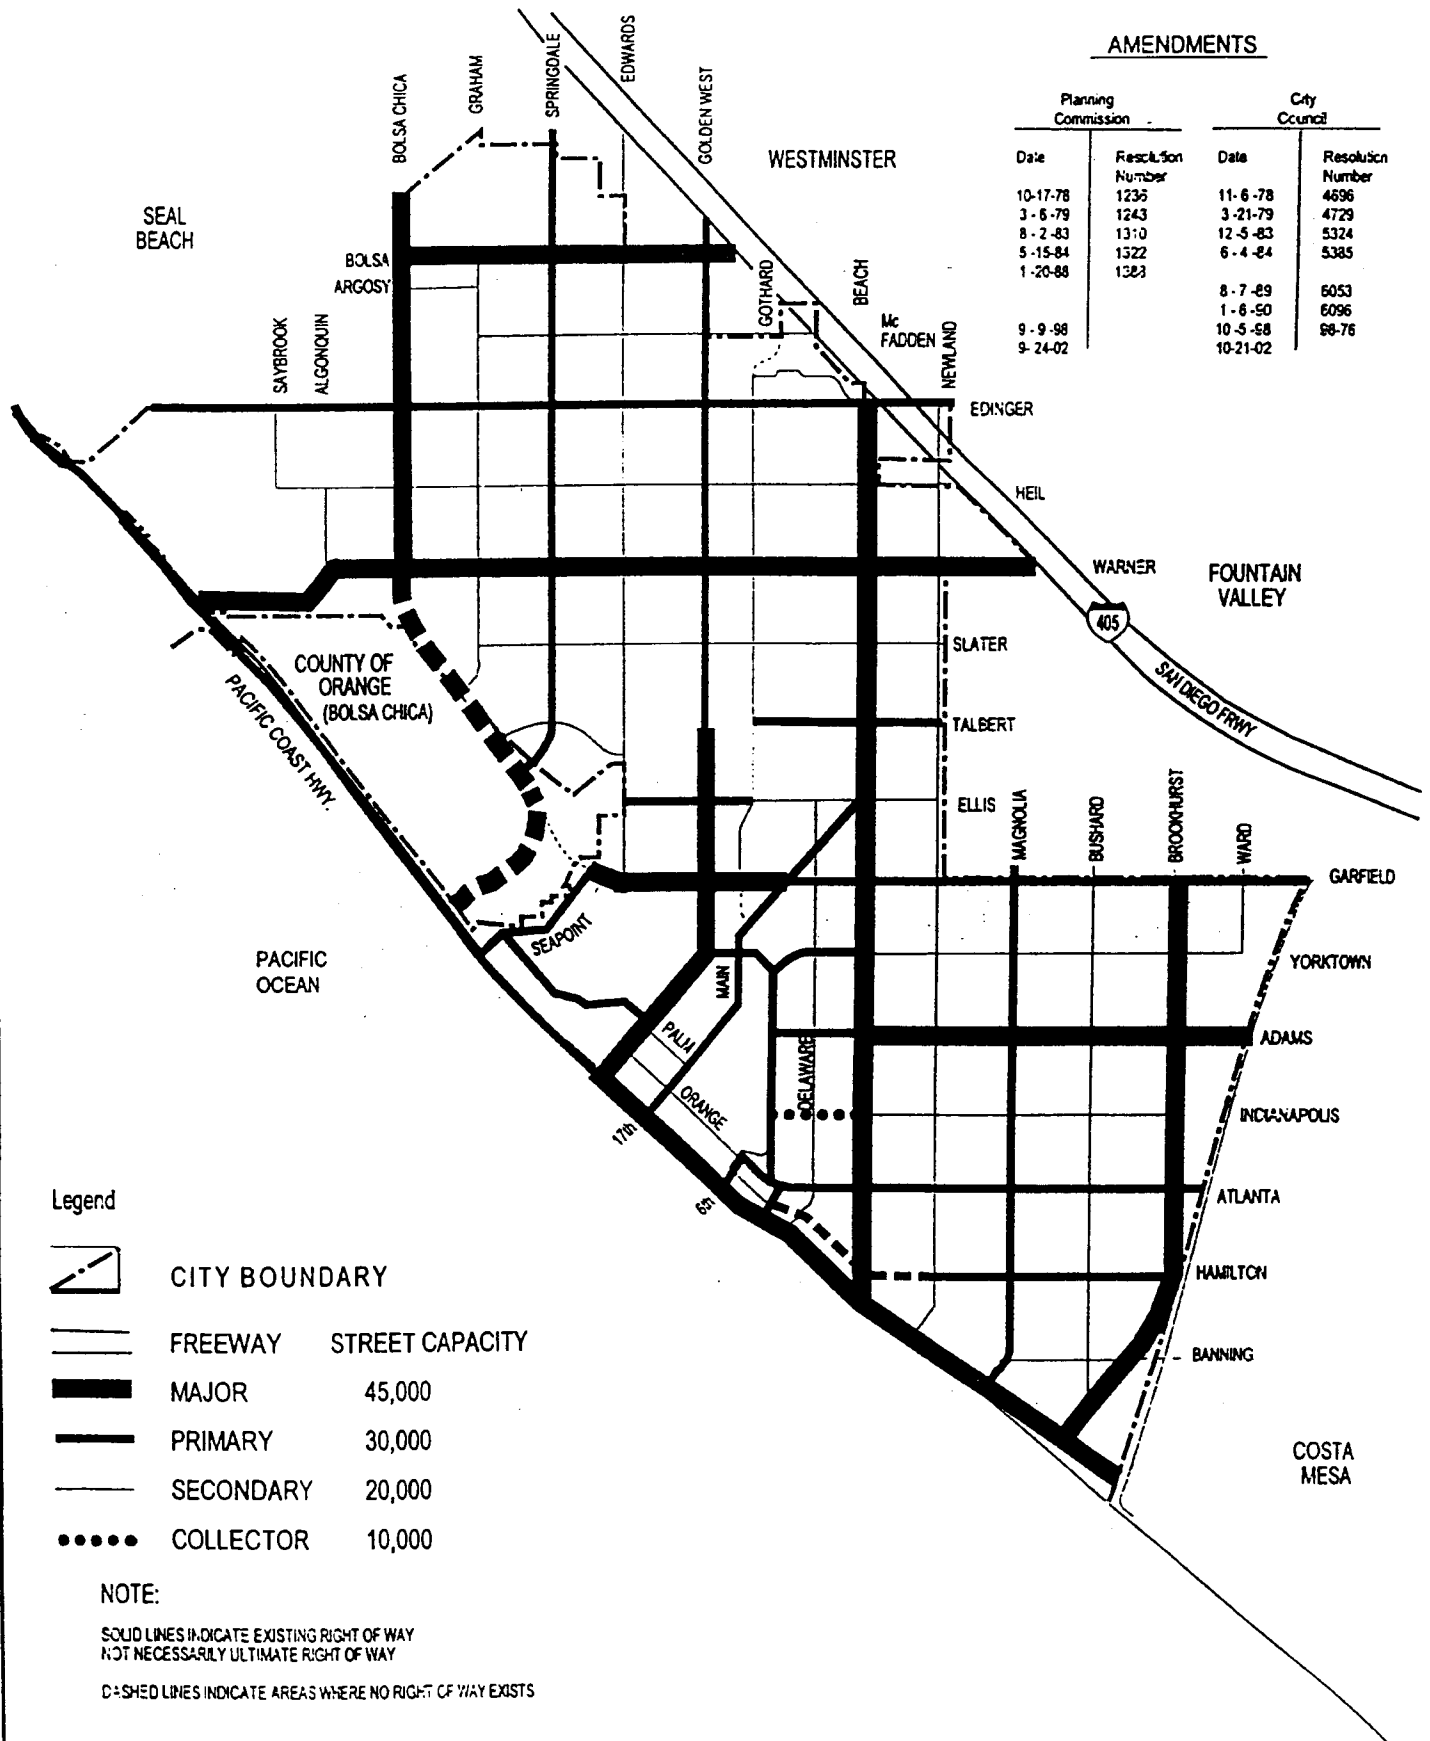 AMENDMENTS
Planning Commission
City Council
Date Resolution Number Date Resolution Number
10-17-78 1236 11-6-78 4696
3-6-79 1243 3-21-79 4729
8-2-83 1310 12-5-83 5324
5-15-84 1322 6-4-84 5385
1-20-88
8-7-89 6053
1-8-90 6096
9-9-98 10-5-98 98-76
9-24-02 10-21-02
BOLSA CHICA
GRAHAM
SPRINGDALE
EDWARDS
GOLDEN WEST
WESTMINSTER
SEAL
BEACH
BOLSA
ARGOSY
GOTHARD
BEACH
Mc
FADDEN
NEWLAND
SAYBROOK
ALGONQUIN
EDINGER
HEIL
WARNER
FOUNTAIN
VALLEY
405
SLATER
COUNTY OF
ORANGE
(BOLSA CHICA)
PACIFIC COAST HWY.
SAN DIEGO FRWY
TALBERT
ELLIS
MAGNOLIA
BUSHARD
BROOKHURST
WARD
GARFIELD
SEAPOINT
PACIFIC
OCEAN
MAIN
YORKTOWN
PALM
DELAWARE
ADAMS
ORANGE
INDIANAPOLIS
17th
6th
ATLANTA
HAMILTON
BANNING
COSTA
MESA
Legend
CITY BOUNDARY
FREEWAY STREET CAPACITY
MAJOR 45,000
PRIMARY 30,000
SECONDARY 20,000
COLLECTOR 10,000
NOTE:
SOLID LINES INDICATE EXISTING RIGHT OF WAY
NOT NECESSARILY ULTIMATE RIGHT OF WAY
DASHED LINES INDICATE AREAS WHERE NO RIGHT OF WAY EXISTS